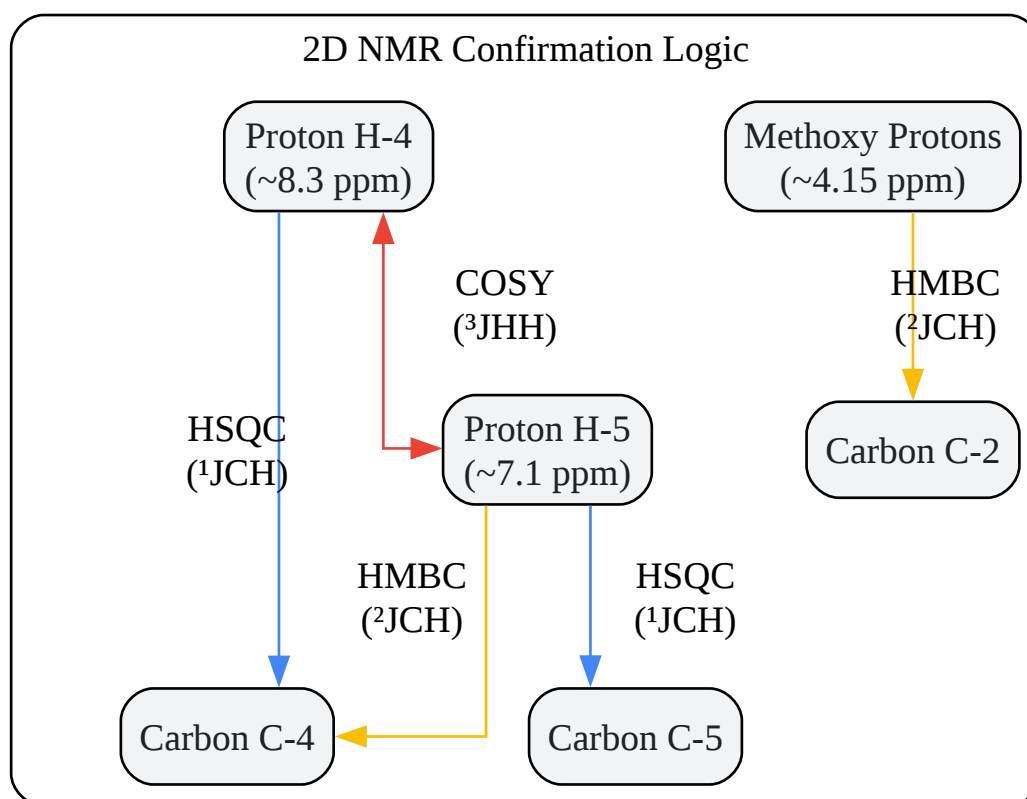 2D NMR Confirmation Logic
Proton H-4
(~8.3 ppm)
Methoxy Protons
(~4.15 ppm)
COSY
(³JHH)
HMBC
(²JCH)
HSQC
(¹JCH)
Proton H-5
(~7.1 ppm)
Carbon C-2
HMBC
(²JCH)
HSQC
(¹JCH)
Carbon C-4
Carbon C-5